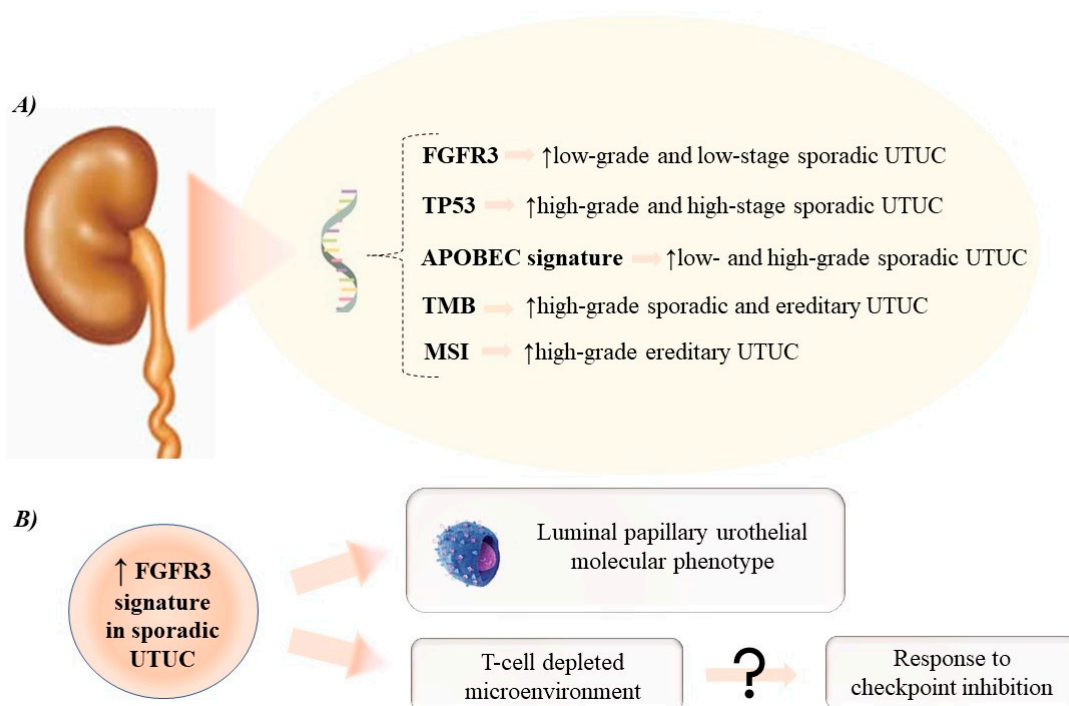 A)
FGFR3 ↑low-grade and low-stage sporadic UTUC
TP53 ↑high-grade and high-stage sporadic UTUC
APOBEC signature ↑low- and high-grade sporadic UTUC
TMB ↑high-grade sporadic and ereditary UTUC
MSI ↑high-grade ereditary UTUC
B)
↑ FGFR3
signature
in sporadic
UTUC
Luminal papillary urothelial
molecular phenotype
T-cell depleted
microenvironment
?
Response to
checkpoint inhibition